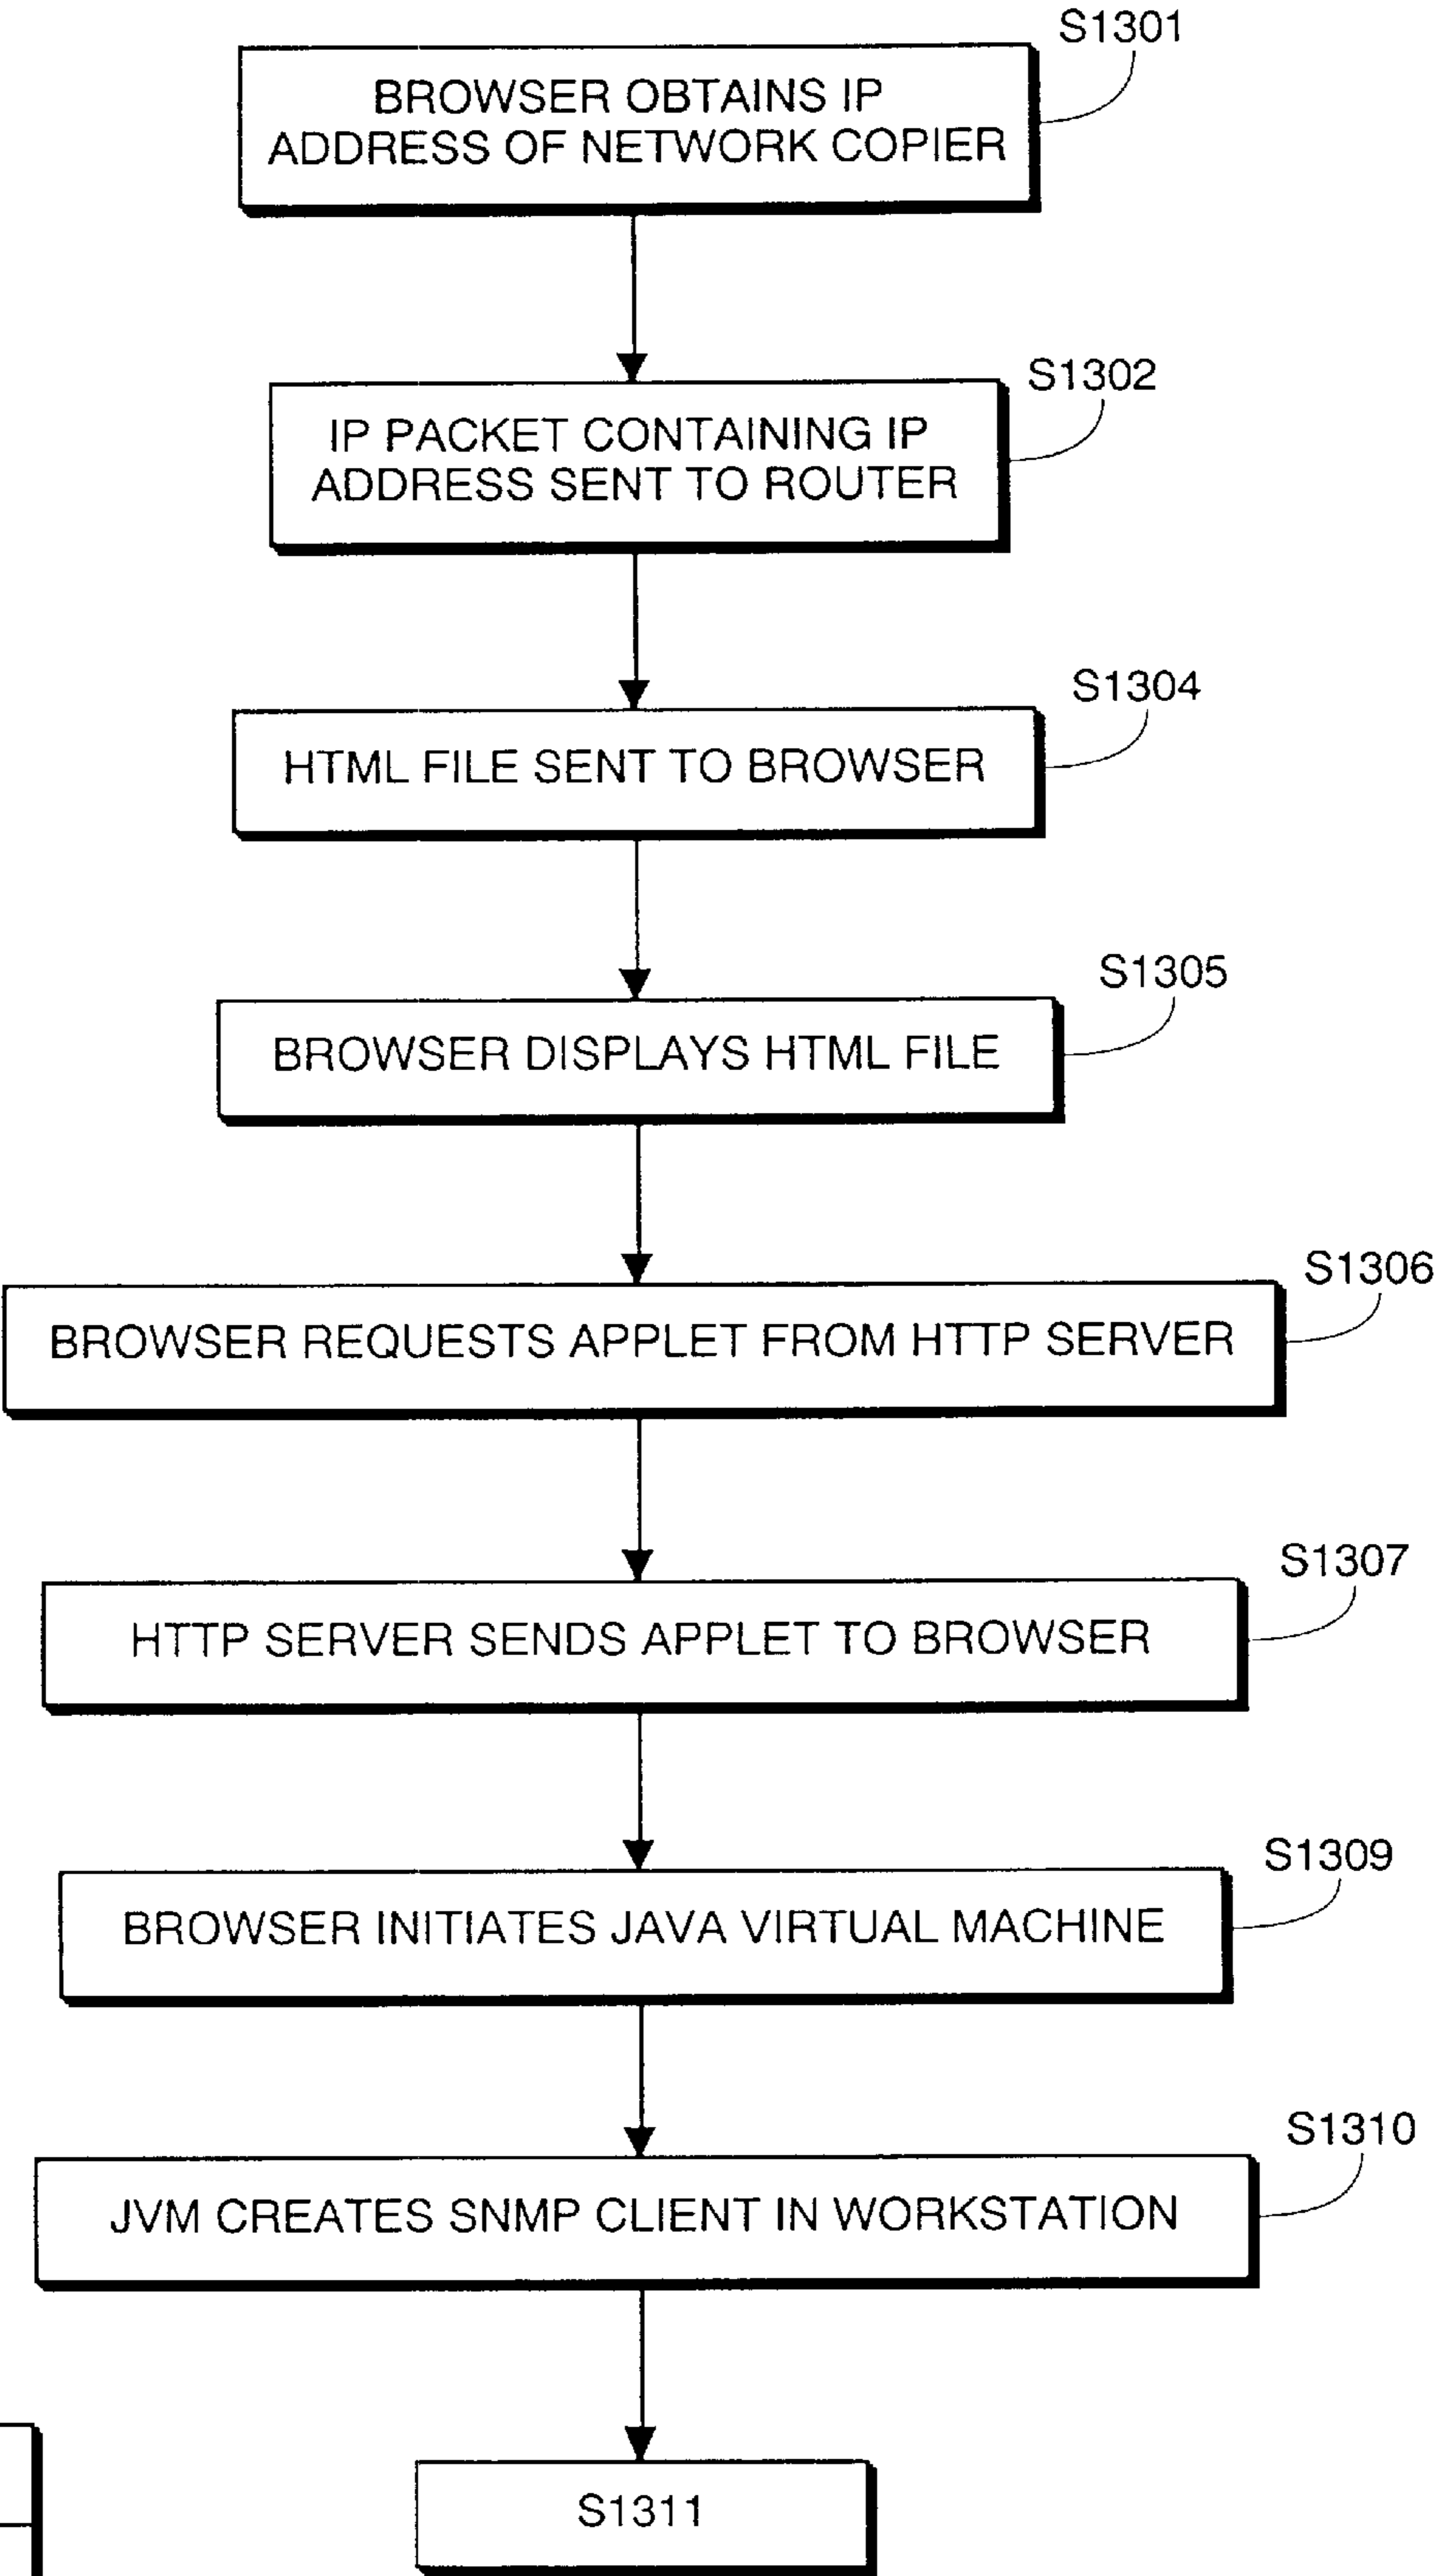 S1301
BROWSER OBTAINS IP
ADDRESS OF NETWORK COPIER
S1302
IP PACKET CONTAINING IP
ADDRESS SENT TO ROUTER
S1304
HTML FILE SENT TO BROWSER
S1305
BROWSER DISPLAYS HTML FILE
S1306
BROWSER REQUESTS APPLET FROM HTTP SERVER
S1307
HTTP SERVER SENDS APPLET TO BROWSER
S1309
BROWSER INITIATES JAVA VIRTUAL MACHINE
S1310
JVM CREATES SNMP CLIENT IN WORKSTATION
S1311